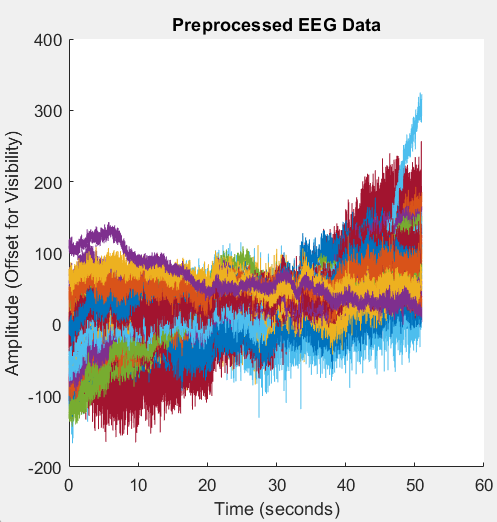 Preprocessed EEG Data
Amplitude (Offset for Visibility)
400
300
200
100
0
-100
-200
0 10 20 30 40 50 60
Time (seconds)